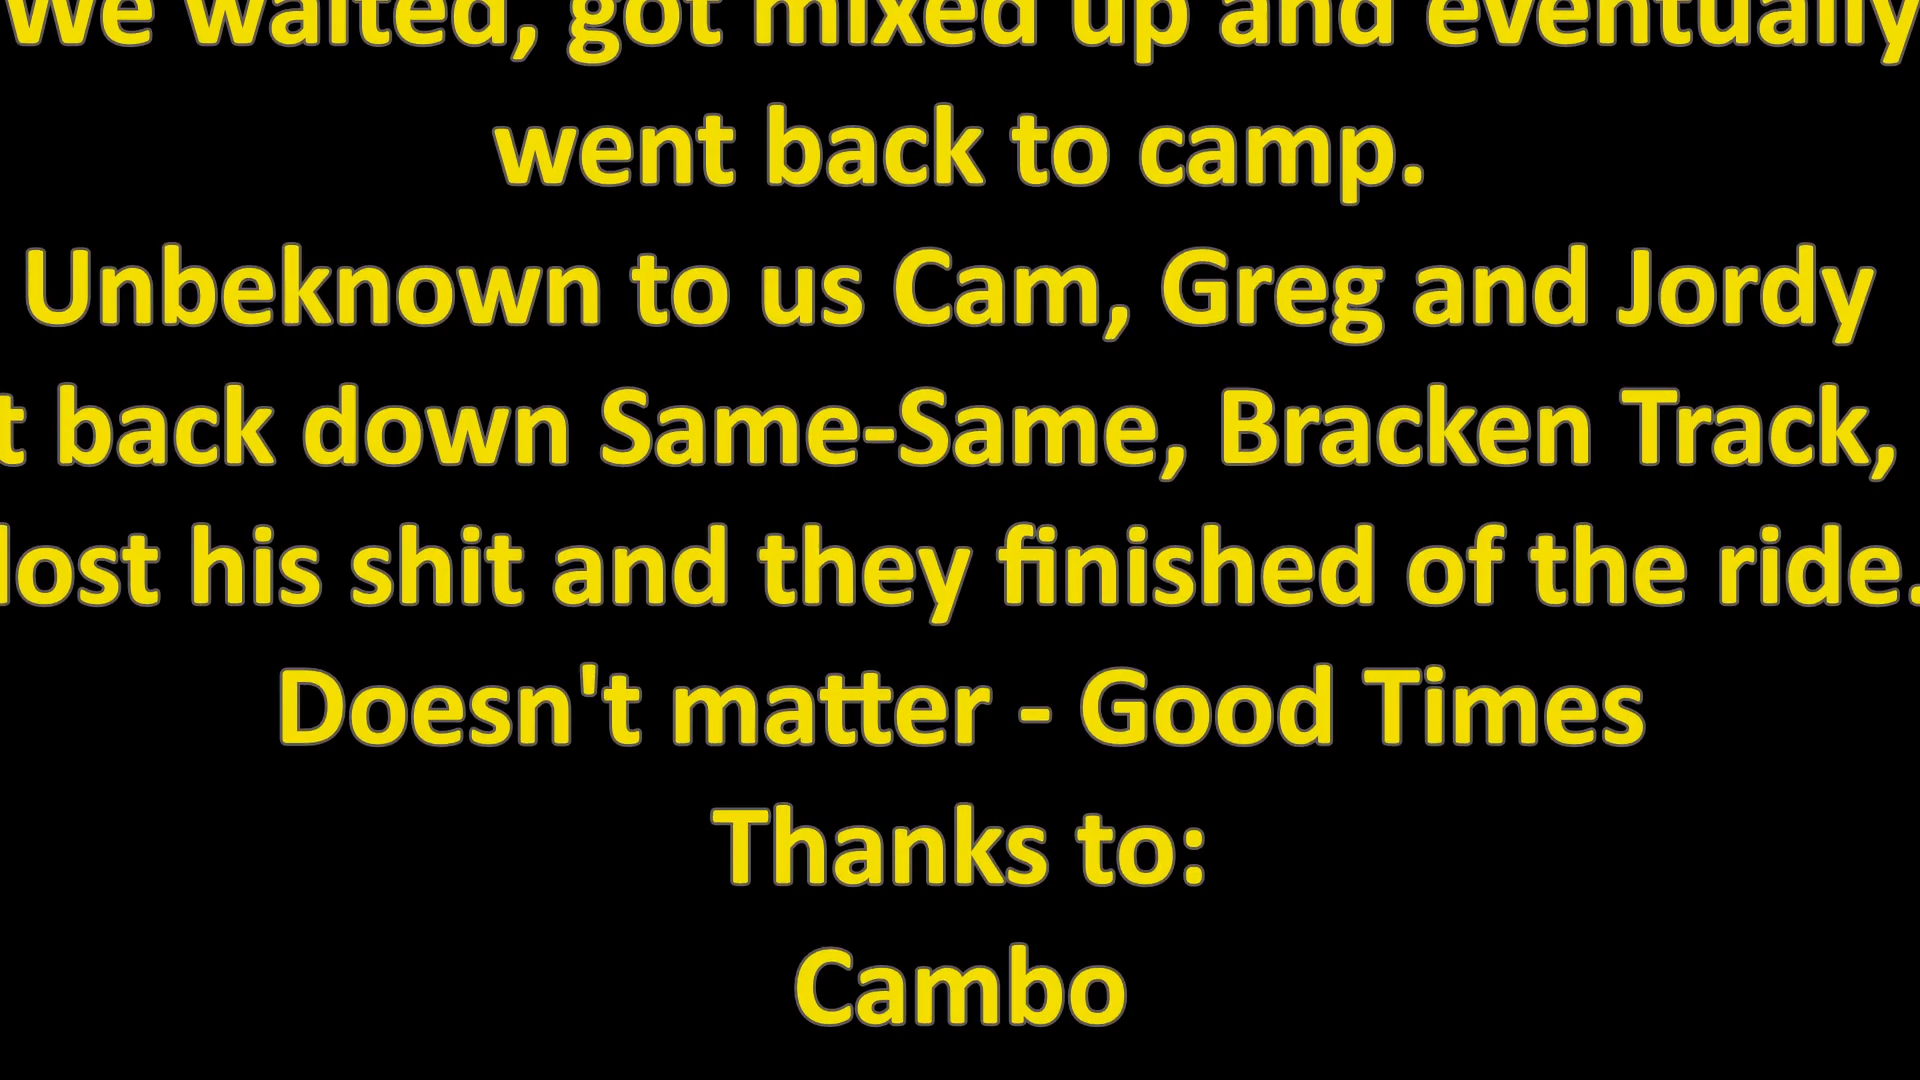 We waited, got mixed up and eventually
went back to camp.
Unbeknown to us Cam, Greg and Jordy
back down Same-Same, Bracken Track,
lost his shit and they finished of the ride.
Doesn't matter - Good Times
Thanks to:
Cambo